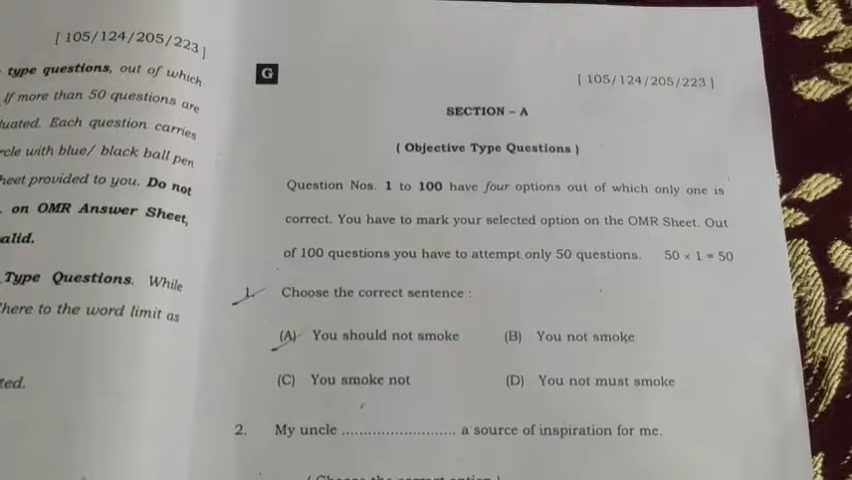 [ 105/124/205/223 ]
type questions, out of which
If more than 50 questions are
Each question carries
with blue/ black ball pen
provided to you. Do not
on OMR Answer Sheet,
Type Questions. While
to the word limit as
G
[ 105/124/205/223 ]
SECTION – A
( Objective Type Questions )
Question Nos. 1 to 100 have four options out of which only one is
correct. You have to mark your selected option on the OMR Sheet. Out
of 100 questions you have to attempt only 50 questions. 50 × 1 = 50
1. Choose the correct sentence :
(A) You should not smoke (B) You not smoke
(C) You smoke not (D) You not must smoke
2. My uncle .......................... a source of inspiration for me.